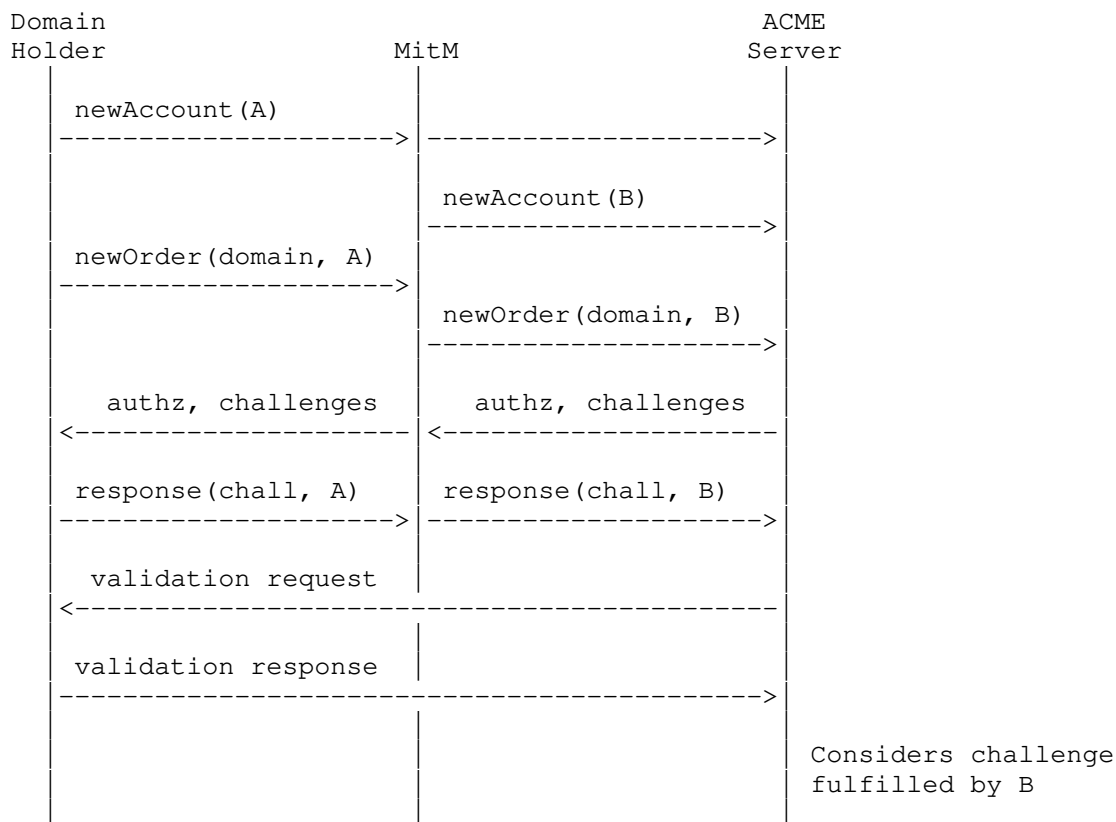 Domain ACME
Holder MitM Server
newAccount(A)
newAccount(B)
newOrder(domain, A)
newOrder(domain, B)
authz, challenges authz, challenges
response(chall, A) response(chall, B)
validation request
validation response
Considers challenge
fulfilled by B